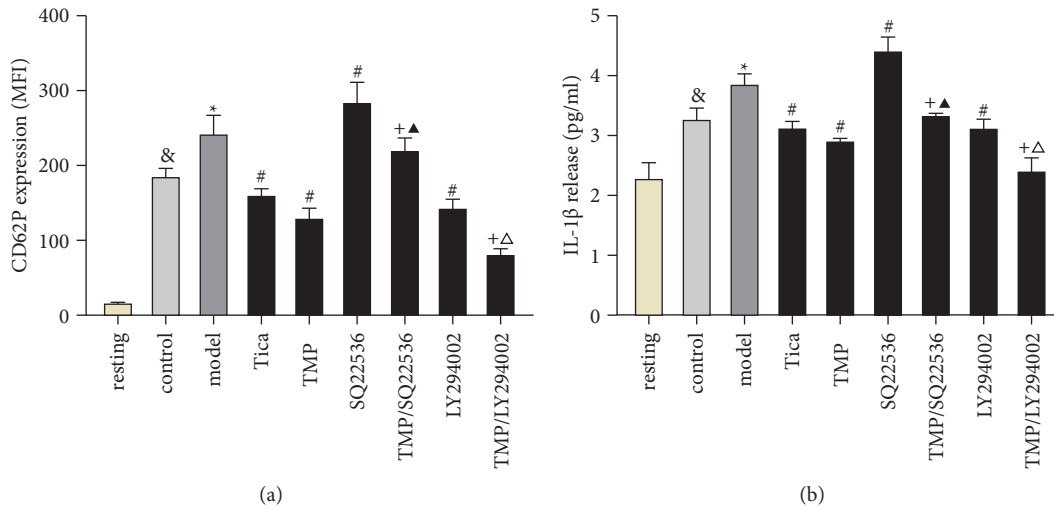 CD62P expression (MFI)
400
300
200
100
0
&
*
#
#
#
+▲
#
+△
resting
control
model
Tica
TMP
SQ22536
TMP/SQ22536
LY294002
TMP/LY294002
(a)
IL-1β release (pg/ml)
5
4
3
2
1
0
&
*
#
#
#
+▲
#
+△
resting
control
model
Tica
TMP
SQ22536
TMP/SQ22536
LY294002
TMP/LY294002
(b)